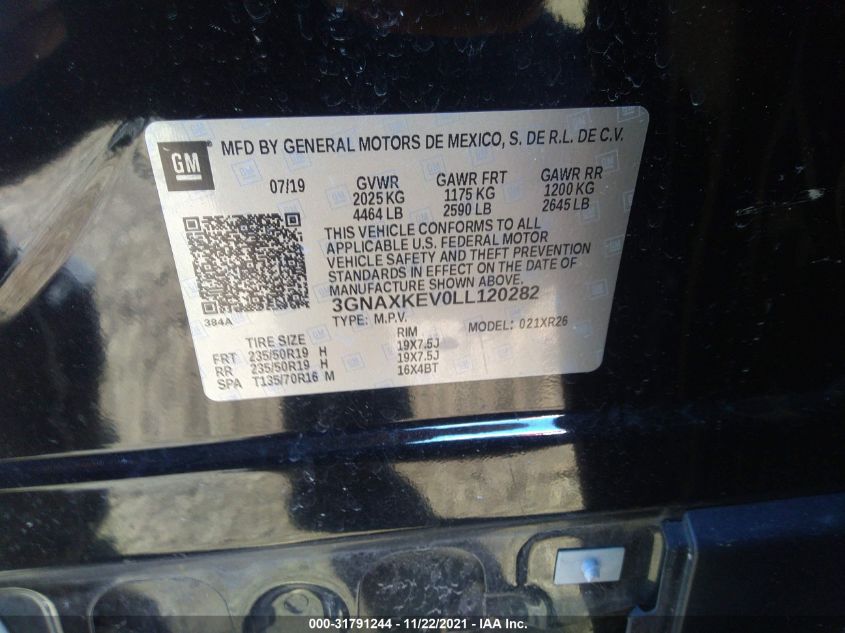 GM
MFD BY GENERAL MOTORS DE MEXICO, S. DE R.L. DE C.V.
07/19 GVWR GAWR FRT GAWR RR
2025 KG 1175 KG 1200 KG
4464 LB 2590 LB 2645 LB
THIS VEHICLE CONFORMS TO ALL
APPLICABLE U.S. FEDERAL MOTOR
VEHICLE SAFETY AND THEFT PREVENTION
STANDARDS IN EFFECT ON THE DATE OF
MANUFACTURE SHOWN ABOVE.
3GNAXKEV0LL120282
384A TYPE: M.P.V. MODEL: 021XR26
TIRE SIZE RIM
FRT 235/50R19 H 19X7.5J
RR 235/50R19 H 19X7.5J
SPA T135/70R16 M 16X4BT
000-31791244 - 11/22/2021 - IAA Inc.